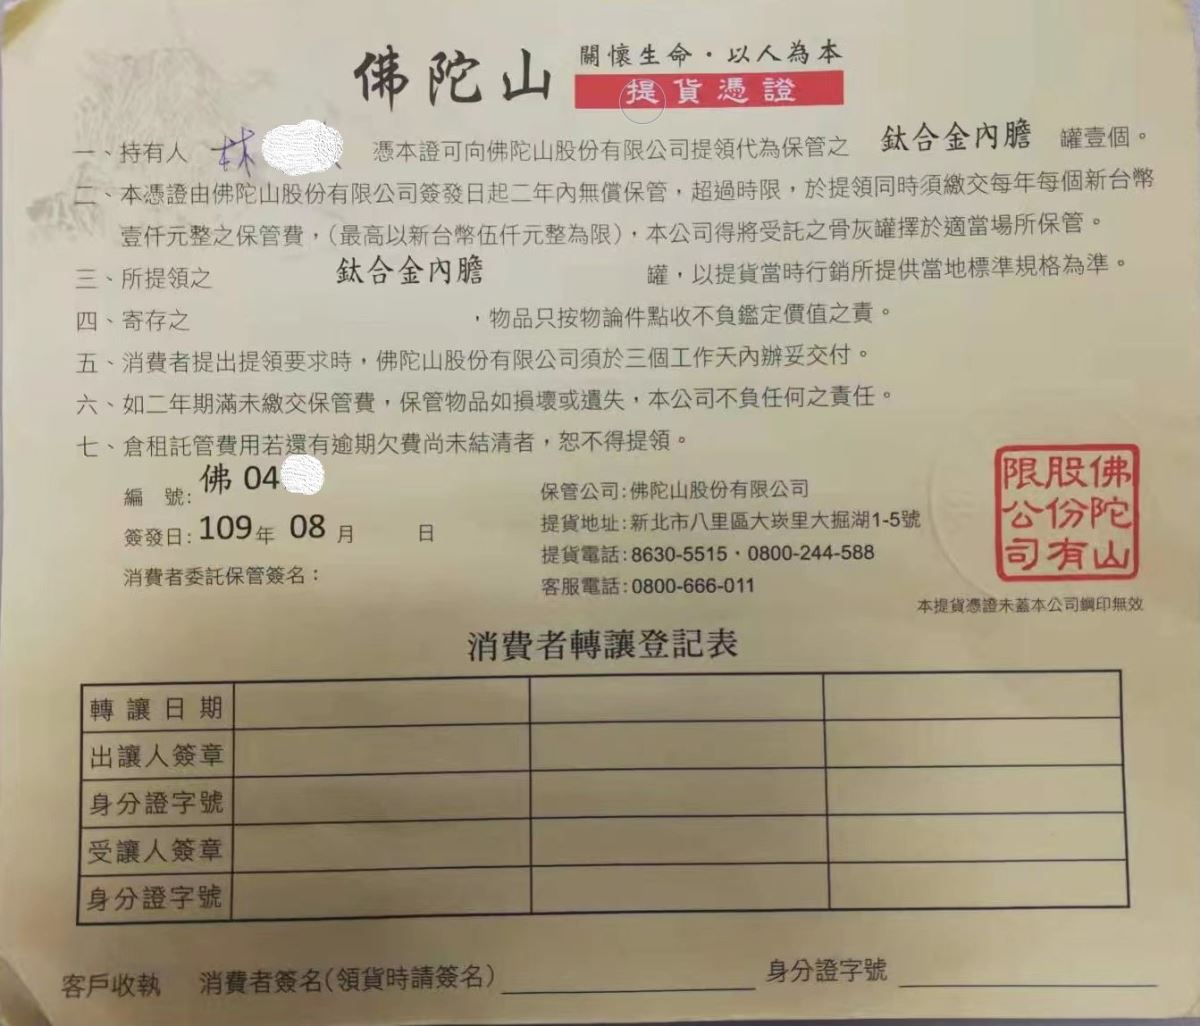 佛陀山
關懷生命・以人為本
提貨憑證
一、持有人 林 憑本證可向佛陀山股份有限公司提領代為保管之 鈦合金內膽 罐壹個。
二、本憑證由佛陀山股份有限公司簽發日起二年內無償保管，超過時限，於提領同時須繳交每年每個新台幣
壹仟元整之保管費，（最高以新台幣伍仟元整為限），本公司得將受託之骨灰罐擇於適當場所保管。
三、所提領之 鈦合金內膽 罐，以提貨當時行銷所提供當地標準規格為準。
四、寄存之 ，物品只按物論件點收不負鑑定價值之責。
五、消費者提出提領要求時，佛陀山股份有限公司須於三個工作天內辦妥交付。
六、如二年期滿未繳交保管費，保管物品如損壞或遺失，本公司不負任何之責任。
七、倉租託管費用若還有逾期欠費尚未結清者，恕不得提領。
編 號: 佛 04
簽發日: 109年 08 月 日
消費者委託保管簽名：
保管公司:佛陀山股份有限公司
提貨地址:新北市八里區大崁里大掘湖1-5號
提貨電話:8630-5515・0800-244-588
客服電話:0800-666-011
佛陀山股份有限公司
本提貨憑證未蓋本公司鋼印無效
消費者轉讓登記表
轉讓日期
出讓人簽章
身分證字號
受讓人簽章
身分證字號
客戶收執 消費者簽名(領貨時請簽名) 身分證字號